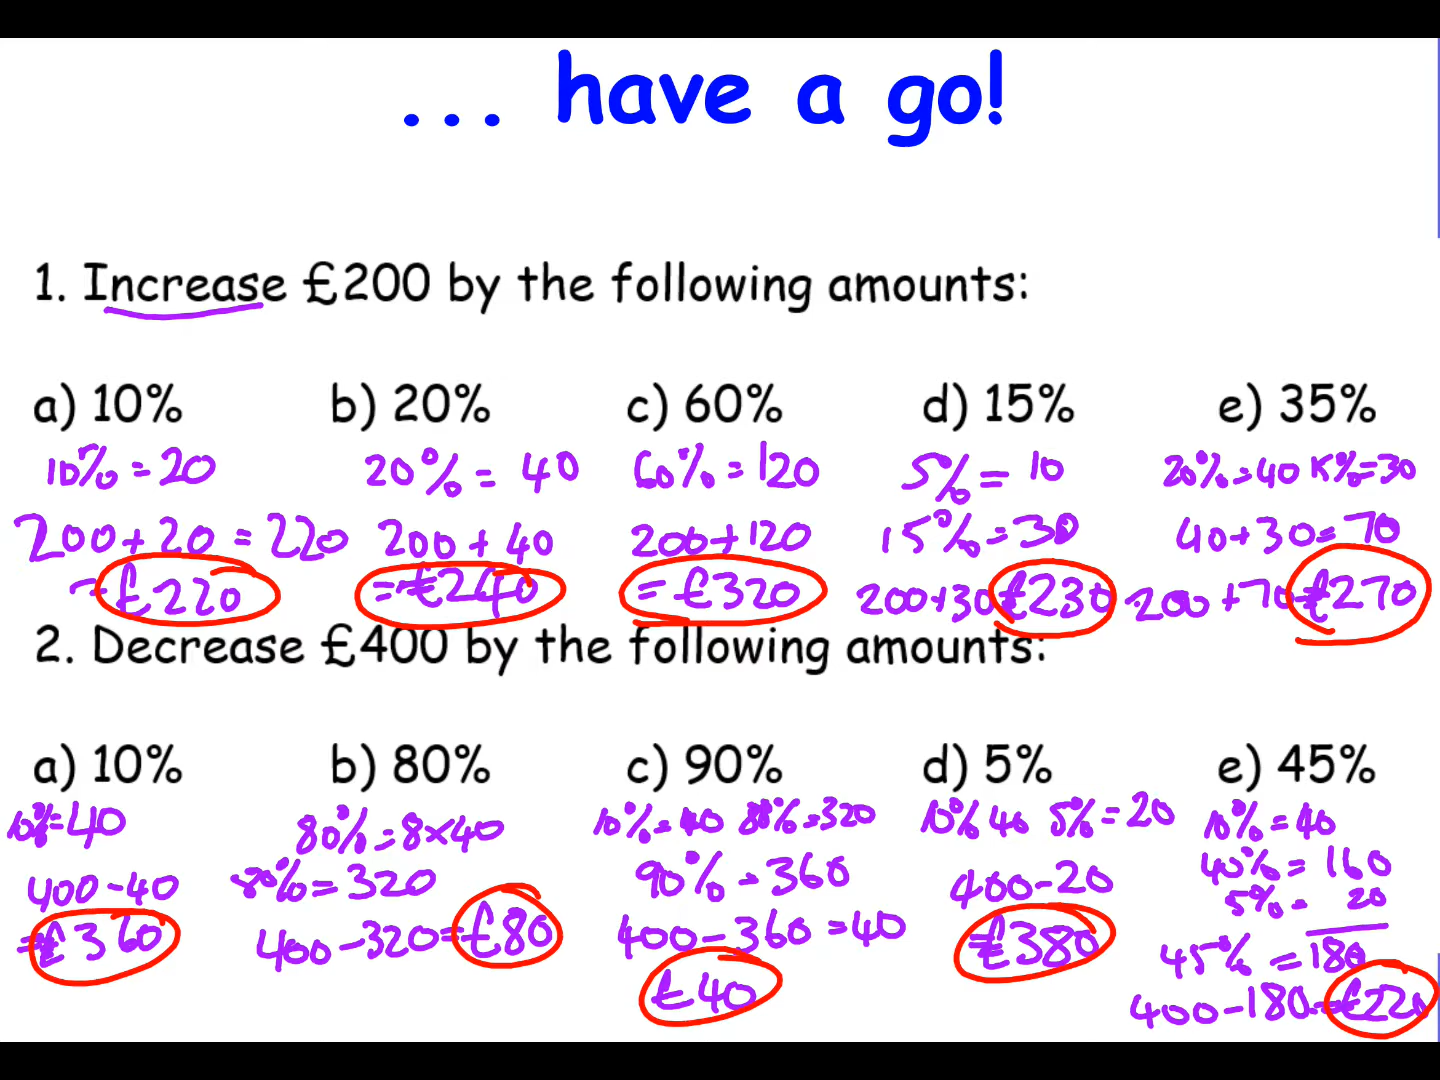 ... have a go!
1. Increase £200 by the following amounts:
a) 10% b) 20% c) 60% d) 15% e) 35%
10% = 20 20% = 40 60% = 120 5% = 10 20% = 40 15% = 30
200 + 20 = 220 200 + 40 200 + 120 15% = 30 40 + 30 = 70
= £220 = £240 = £320 200 + 30 = £230 200 + 70 = £270
2. Decrease £400 by the following amounts:
a) 10% b) 80% c) 90% d) 5% e) 45%
10% = 40 80% = 8 × 40 10% = 40 80% = 320 10% 40 5% = 20 10% = 40
400 - 40 80% = 320 90% = 360 400 - 20 40% = 160
= £360 400 - 320 = £80 400 - 360 = 40 = £380 5% = 20
£40 45% = 180
400 - 180 = £220